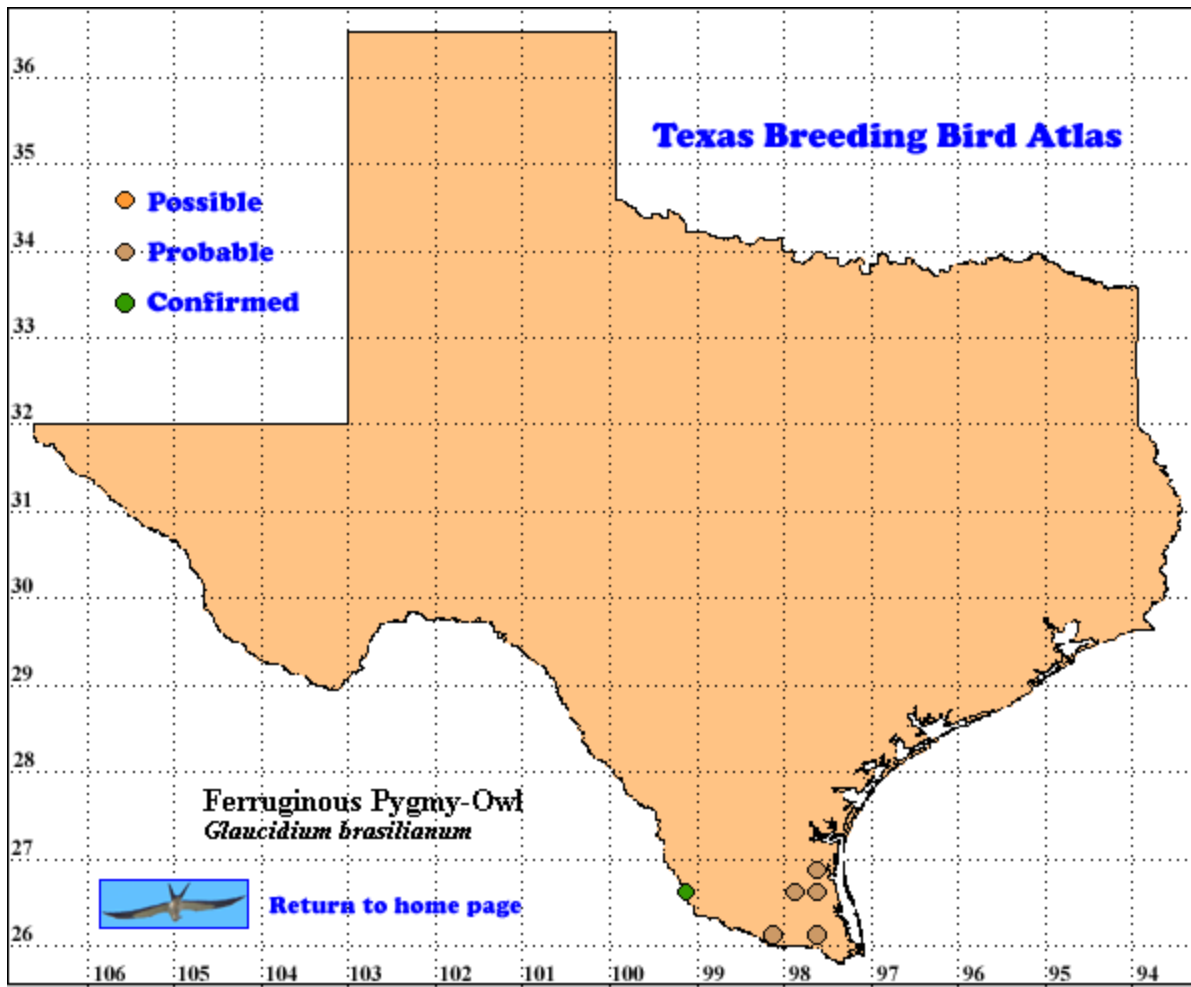 36
Texas Breeding Bird Atlas
35
Possible
34
Probable
Confirmed
33
32
31
30
29
28
Ferruginous Pygmy-Owl
Glaucidium brasilianum
27
Return to home page
26
106 105 104 103 102 101 100 99 98 97 96 95 94